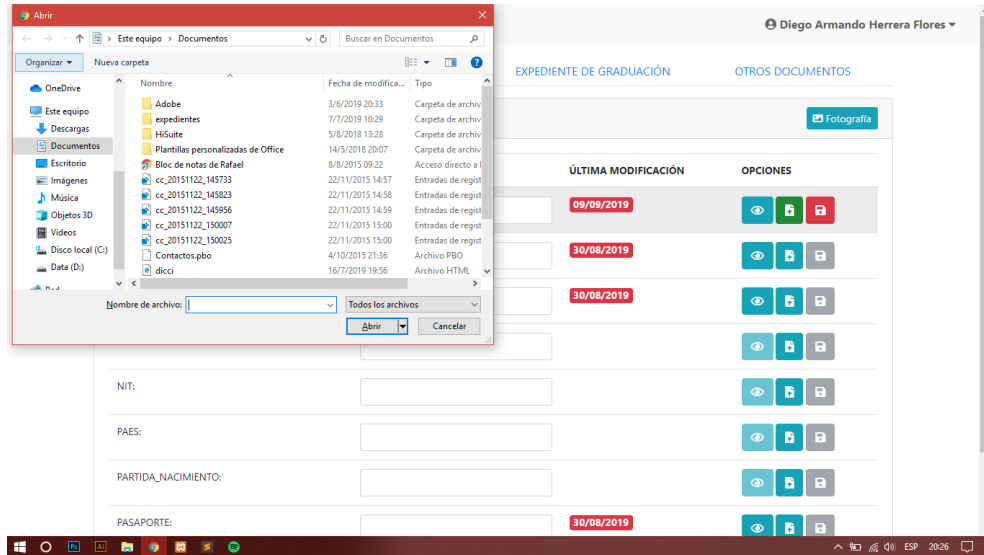 Abrir
Diego Armando Herrera Flores
Este equipo > Documentos
Buscar en Documentos
Organizar
Nueva carpeta
EXPEDIENTE DE GRADUACIÓN
OTROS DOCUMENTOS
OneDrive
Este equipo
Descargas
Documentos
Escritorio
Imágenes
Música
Objetos 3D
Videos
Disco local (C:)
Data (D:)
Nombre Fecha de modifica... Tipo
Adobe 3/6/2019 20:33 Carpeta de archiv
expedientes 7/7/2019 10:29 Carpeta de archiv
HiSuite 5/8/2018 13:28 Carpeta de archiv
Plantillas personalizadas de Office 14/5/2018 20:07 Carpeta de archiv
Bloc de notas de Rafael 8/8/2015 09:22 Acceso directo a I
cc_20151122_145733 22/11/2015 14:57 Entradas de regist
cc_20151122_145823 22/11/2015 14:58 Entradas de regist
cc_20151122_145956 22/11/2015 14:59 Entradas de regist
cc_20151122_150007 22/11/2015 15:00 Entradas de regist
cc_20151122_150025 22/11/2015 15:00 Entradas de regist
Contactos.pbo 4/10/2015 21:36 Archivo PBO
dicci 16/7/2019 19:56 Archivo HTML
Nombre de archivo:
Todos los archivos
Abrir
Cancelar
Fotografía
ÚLTIMA MODIFICACIÓN
OPCIONES
09/09/2019
30/08/2019
30/08/2019
NIT:
PAES:
PARTIDA_NACIMIENTO:
PASAPORTE:
30/08/2019
Ps
Ai
ESP
20:26